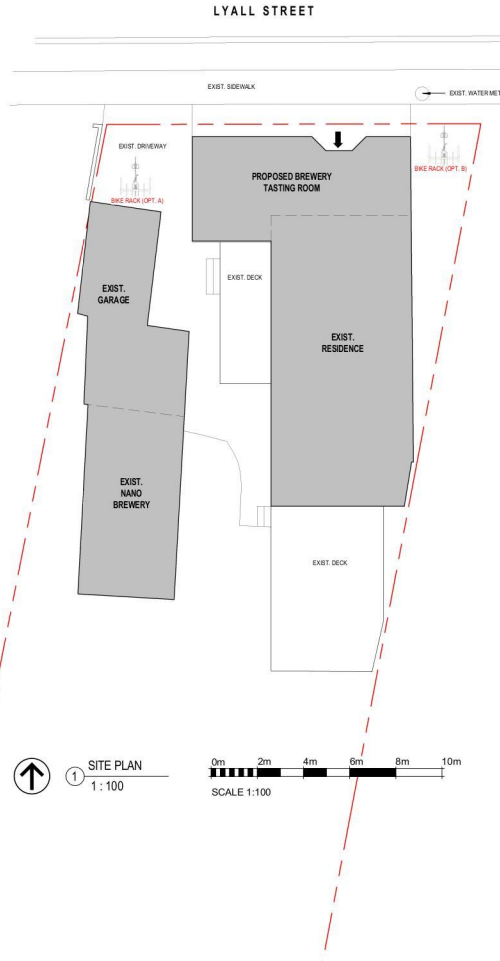 LYALL STREET
EXIST. SIDEWALK
EXIST. WATER MET
EXIST. DRIVEWAY
BIKE RACK (OPT. A)
PROPOSED BREWERY
TASTING ROOM
BIKE RACK (OPT. B)
EXIST. DECK
EXIST.
GARAGE
EXIST.
RESIDENCE
EXIST.
NANO
BREWERY
EXIST. DECK
1
SITE PLAN
1 : 100
0m 2m 4m 6m 8m 10m
SCALE 1:100